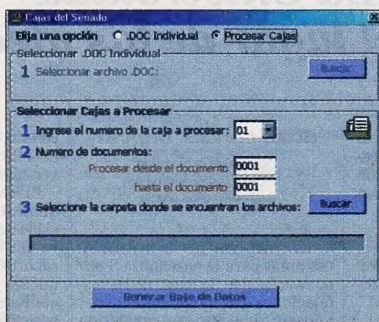 Cajas del Senado
Elija una opción .DOC Individual Procesar Cajas
Seleccionar .DOC Individual
1 Seleccionar archivo .DOC:
Buscar
Seleccionar Cajas a Procesar
1 Ingrese el numero de la caja a procesar: 01
2 Numero de documentos:
Procesar desde el documento 0001
hasta el documento 0001
3 Seleccione la carpeta donde se encuentran los archivos: Buscar
Generar Base de Datos